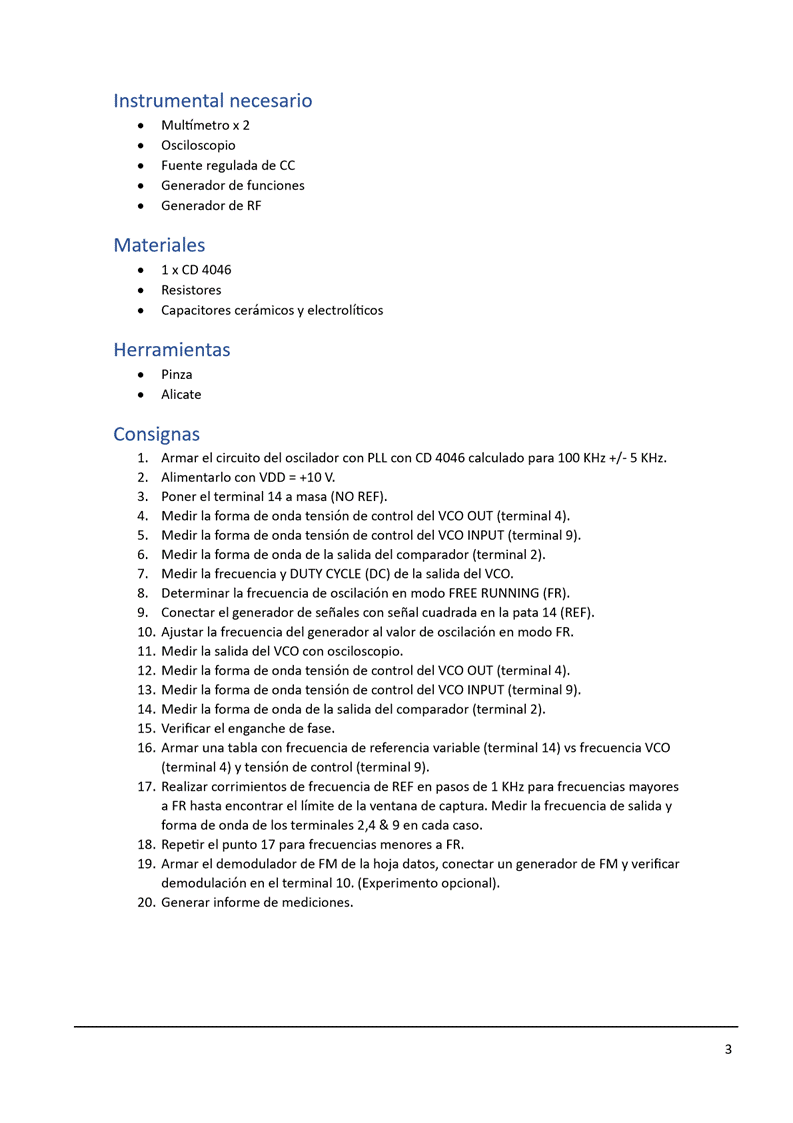 Instrumental necesario
• Multímetro x 2
• Osciloscopio
• Fuente regulada de CC
• Generador de funciones
• Generador de RF
Materiales
• 1 x CD 4046
• Resistores
• Capacitores cerámicos y electrolíticos
Herramientas
• Pinza
• Alicate
Consignas
1. Armar el circuito del oscilador con PLL con CD 4046 calculado para 100 KHz +/- 5 KHz.
2. Alimentarlo con VDD = +10 V.
3. Poner el terminal 14 a masa (NO REF).
4. Medir la forma de onda tensión de control del VCO OUT (terminal 4).
5. Medir la forma de onda tensión de control del VCO INPUT (terminal 9).
6. Medir la forma de onda de la salida del comparador (terminal 2).
7. Medir la frecuencia y DUTY CYCLE (DC) de la salida del VCO.
8. Determinar la frecuencia de oscilación en modo FREE RUNNING (FR).
9. Conectar el generador de señales con señal cuadrada en la pata 14 (REF).
10. Ajustar la frecuencia del generador al valor de oscilación en modo FR.
11. Medir la salida del VCO con osciloscopio.
12. Medir la forma de onda tensión de control del VCO OUT (terminal 4).
13. Medir la forma de onda tensión de control del VCO INPUT (terminal 9).
14. Medir la forma de onda de la salida del comparador (terminal 2).
15. Verificar el enganche de fase.
16. Armar una tabla con frecuencia de referencia variable (terminal 14) vs frecuencia VCO
(terminal 4) y tensión de control (terminal 9).
17. Realizar corrimientos de frecuencia de REF en pasos de 1 KHz para frecuencias mayores
a FR hasta encontrar el límite de la ventana de captura. Medir la frecuencia de salida y
forma de onda de los terminales 2,4 & 9 en cada caso.
18. Repetir el punto 17 para frecuencias menores a FR.
19. Armar el demodulador de FM de la hoja datos, conectar un generador de FM y verificar
demodulación en el terminal 10. (Experimento opcional).
20. Generar informe de mediciones.
3